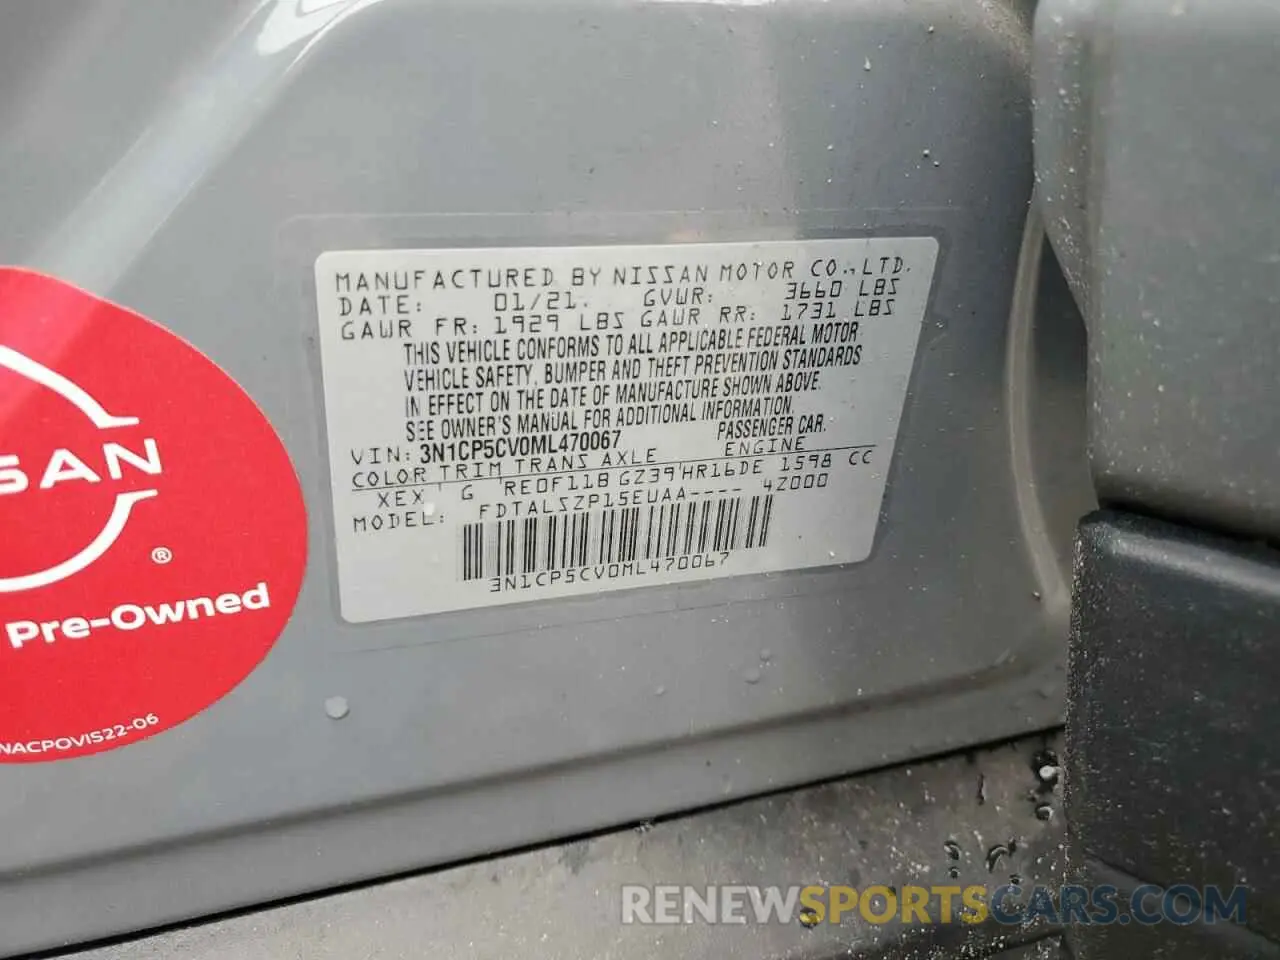 MANUFACTURED BY NISSAN MOTOR CO., LTD.
DATE: 01/21. GVWR: 3660 LBS
GAWR FR: 1929 LBS GAWR RR: 1731 LBS
THIS VEHICLE CONFORMS TO ALL APPLICABLE FEDERAL MOTOR
VEHICLE SAFETY, BUMPER AND THEFT PREVENTION STANDARDS
IN EFFECT ON THE DATE OF MANUFACTURE SHOWN ABOVE.
SEE OWNER'S MANUAL FOR ADDITIONAL INFORMATION.
VIN: 3N1CP5CV0ML470067 PASSENGER CAR.
COLOR TRIM TRANS AXLE ENGINE
XEX G RE0F11B GZ39 HR16DE 1598 CC
MODEL: FDTALSZP15EUAA---- 4Z000
3N1CP5CV0ML470067
SSAN
®
Pre-Owned
NACPOVIS22-06
RENEWSPORTSCARS.COM